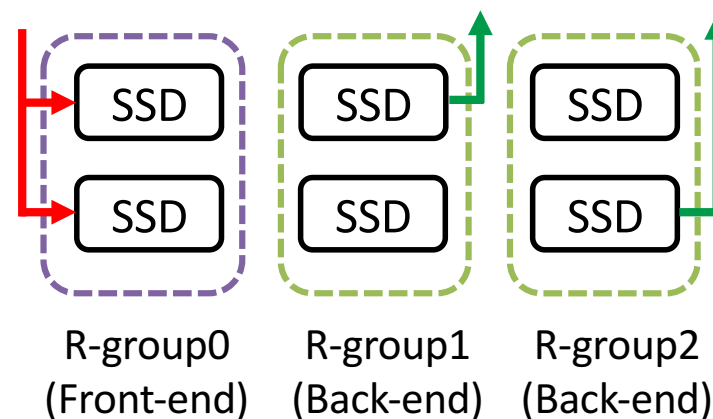 SSD SSD SSD
SSD SSD SSD
R-group0 R-group1 R-group2
(Front-end) (Back-end) (Back-end)